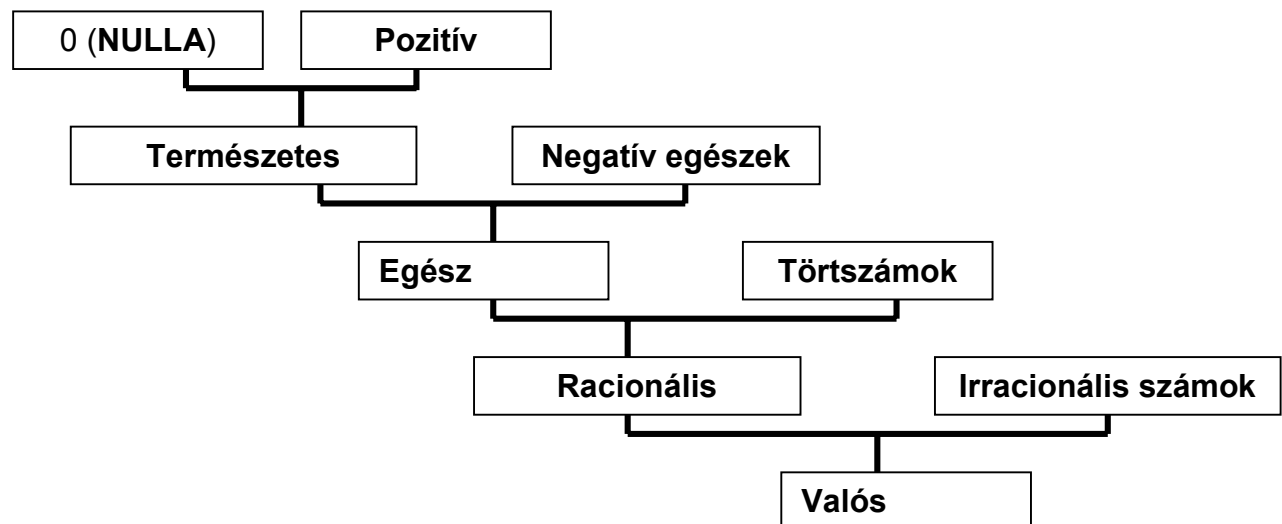 0 (NULLA)
Pozitív
Természetes
Negatív egészek
Egész
Törtszámok
Racionális
Irracionális számok
Valós